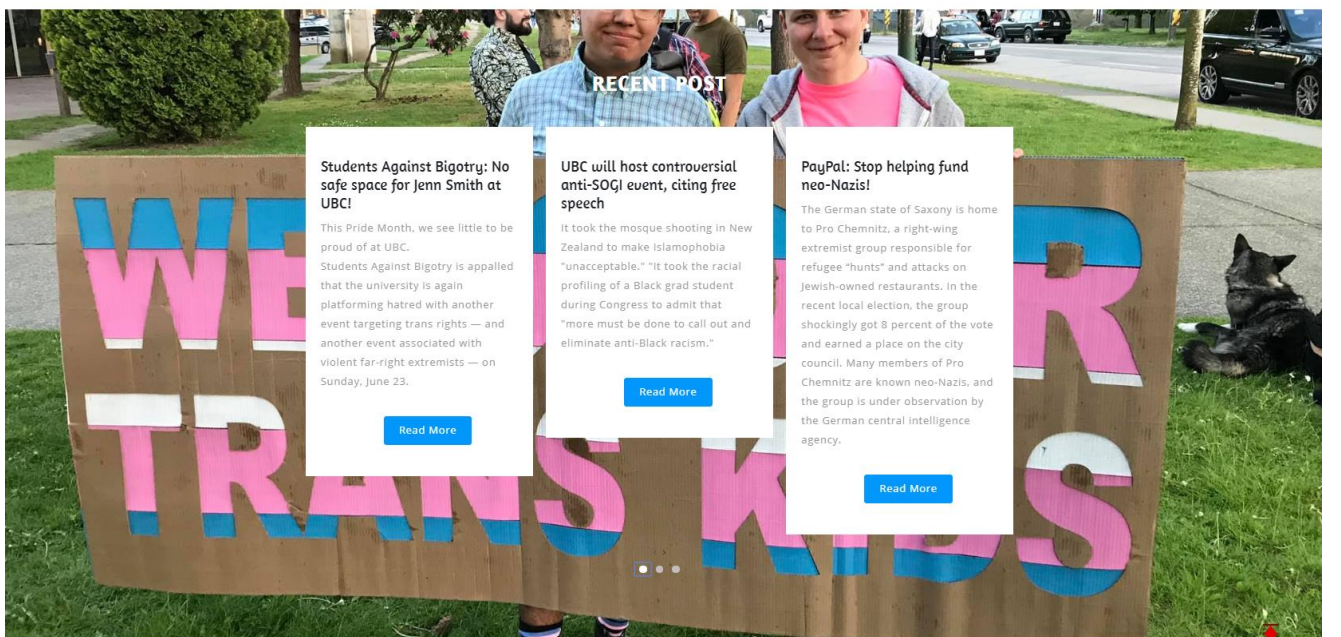 RECENT POST
Students Against Bigotry: No
safe space for Jenn Smith at
UBC!
This Pride Month, we see little to be
proud of at UBC.
Students Against Bigotry is appalled
that the university is again
platforming hatred with another
event targeting trans rights — and
another event associated with
violent far-right extremists — on
Sunday, June 23.
Read More
UBC will host controversial
anti-SOGI event, citing free
speech
It took the mosque shooting in New
Zealand to make Islamophobia
"unacceptable." "It took the racial
profiling of a Black grad student
during Congress to admit that
"more must be done to call out and
eliminate anti-Black racism."
Read More
PayPal: Stop helping fund
neo-Nazis!
The German state of Saxony is home
to Pro Chemnitz, a right-wing
extremist group responsible for
refugee "hunts" and attacks on
Jewish-owned restaurants. In the
recent local election, the group
shockingly got 8 percent of the vote
and earned a place on the city
council. Many members of Pro
Chemnitz are known neo-Nazis, and
the group is under observation by
the German central intelligence
agency.
Read More
WE
TRANS KIDS